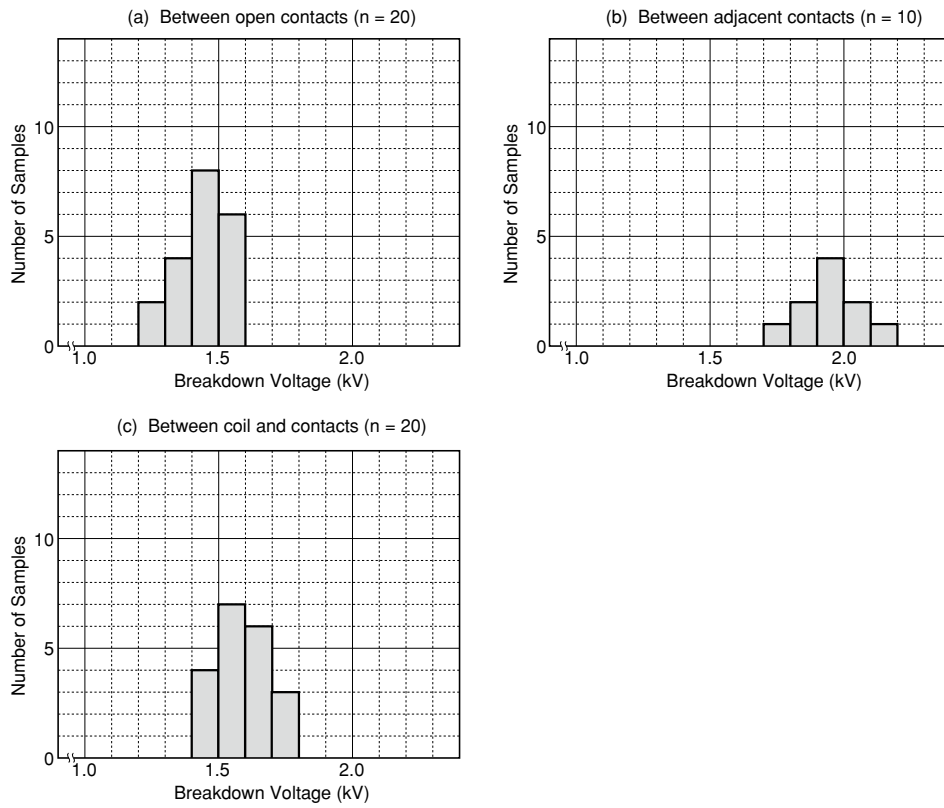 (a) Between open contacts (n = 20)
Number of Samples
10
5
0
1.0 1.5 2.0
Breakdown Voltage (kV)
(b) Between adjacent contacts (n = 10)
Number of Samples
10
5
0
1.0 1.5 2.0
Breakdown Voltage (kV)
(c) Between coil and contacts (n = 20)
Number of Samples
10
5
0
1.0 1.5 2.0
Breakdown Voltage (kV)